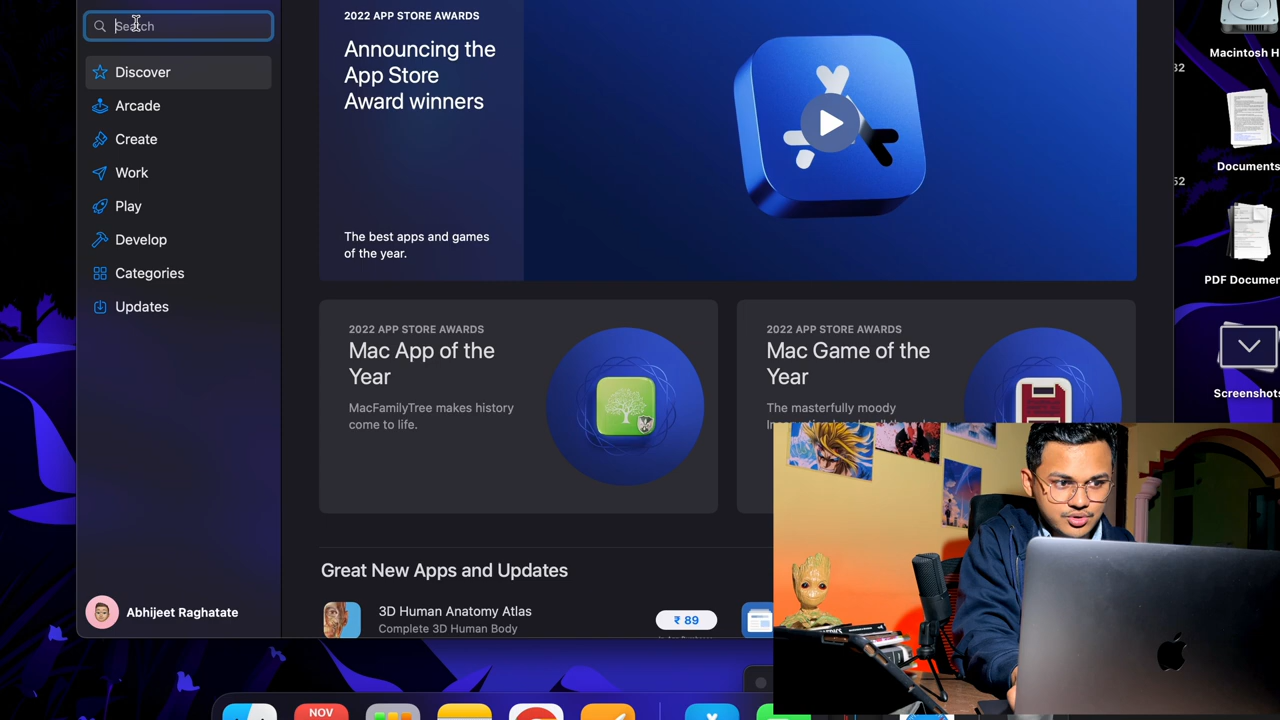 Search
Discover
Arcade
Create
Work
Play
Develop
Categories
Updates
Abhijeet Raghatate
2022 APP STORE AWARDS
Announcing the
App Store
Award winners
The best apps and games
of the year.
2022 APP STORE AWARDS
Mac App of the
Year
MacFamilyTree makes history
come to life.
2022 APP STORE AWARDS
Mac Game of the
Year
The masterfully moody
Great New Apps and Updates
3D Human Anatomy Atlas
Complete 3D Human Body
₹ 89
Macintosh H
32
Documents
52
PDF Documen
Screenshots
NOV